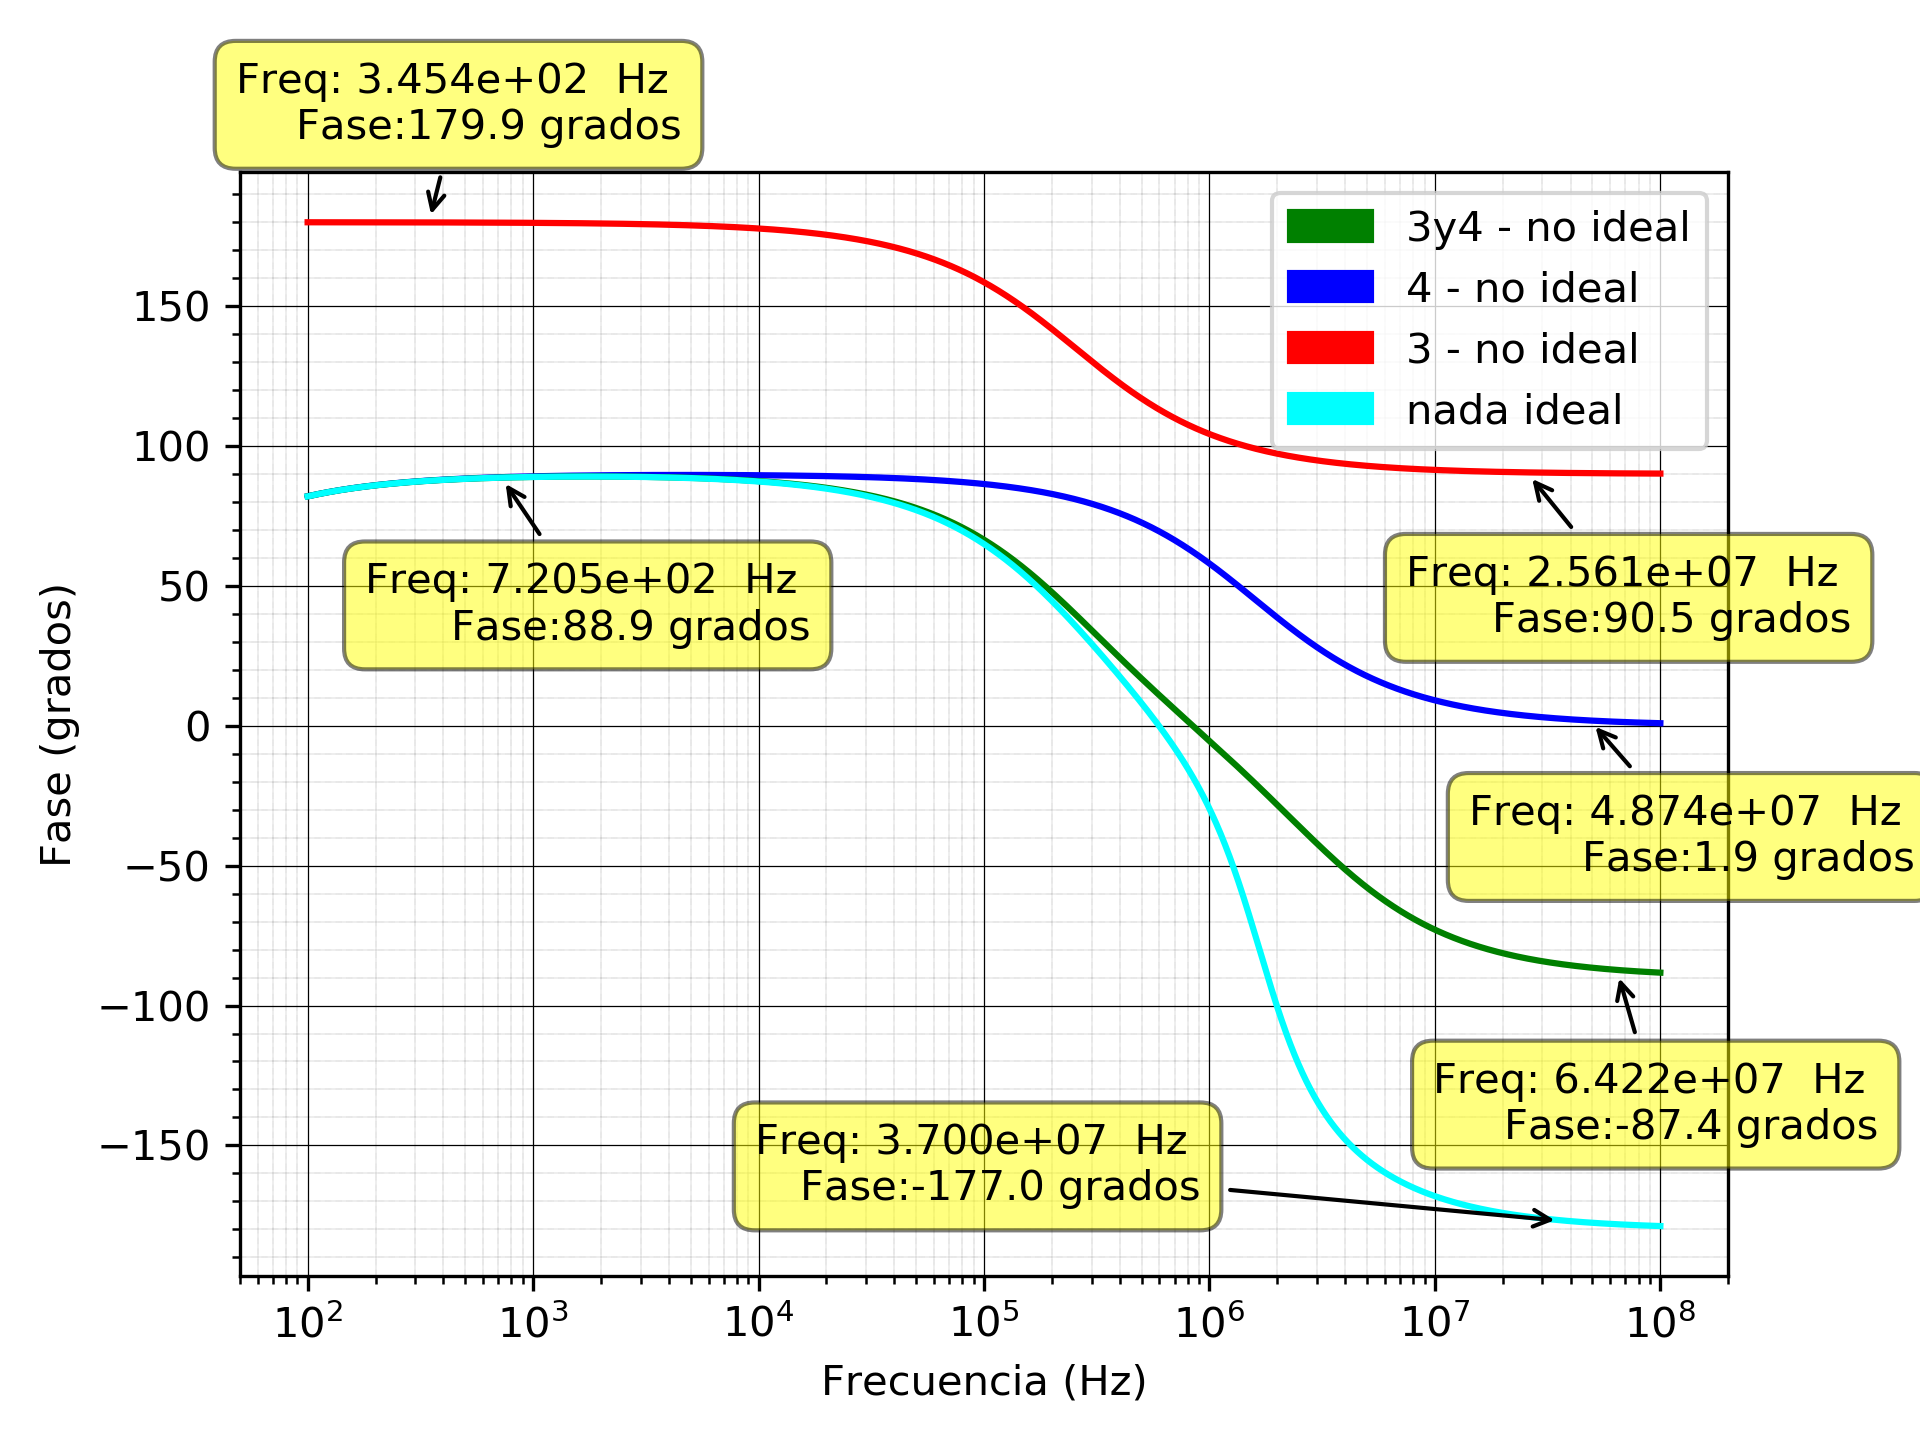 Freq: 3.454e+02  Hz
Fase:179.9 grados
3y4 - no ideal
4 - no ideal
3 - no ideal
nada ideal
Freq: 7.205e+02  Hz
Fase:88.9 grados
Freq: 2.561e+07  Hz
Fase:90.5 grados
Freq: 4.874e+07  Hz
Fase:1.9 grados
Freq: 6.422e+07  Hz
Fase:-87.4 grados
Freq: 3.700e+07  Hz
Fase:-177.0 grados
150
100
50
0
−50
−100
−150
Fase (grados)
10²
10³
10⁴
10⁵
10⁶
10⁷
10⁸
Frecuencia (Hz)